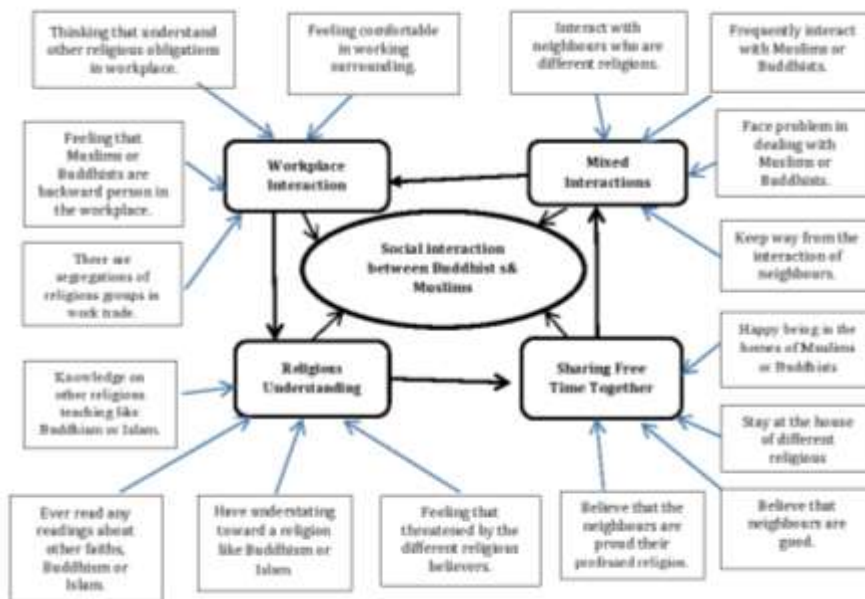 Thinking that understand
other religious obligations
in workplace.
Feeling comfortable
in working
surrounding.
Interact with
neighbours who are
different religions.
Frequently interact
with Muslims or
Buddhists.
Feeling that
Muslims or
Buddhists are
backward person in
the workplace.
Workplace
Interaction
Mixed
Interactions
Face problem in
dealing with
Muslims or
Buddhists.
There are
segregations of
religious groups in
work trade.
Social interaction
between Buddhist s&
Muslims
Keep way from the
interaction of
neighbours.
Knowledge on
other religious
teaching like
Buddhism or Islam.
Religious
Understanding
Sharing Free
Time Together
Happy being in the
homes of Muslims
or Buddhists
Stay at the house
of different
religious
Ever read any
readings about
other faiths,
Buddhism or
Islam.
Have understating
toward a religion
like Buddhism or
Islam
Feeling that
threatened by the
different religious
believers.
Believe that the
neighbours are
proud their
profound religion.
Believe that
neighbours are
good.